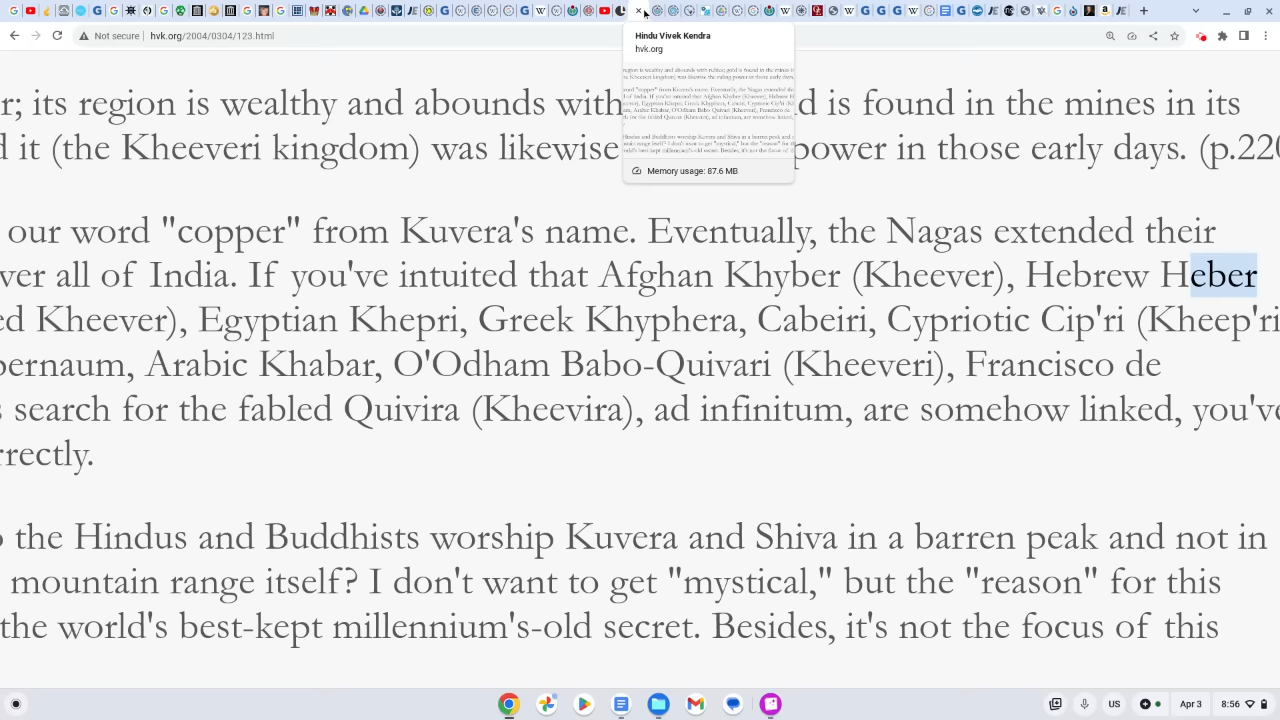 Not secure
hvk.org/2004/0304/123.html
Hindu Vivek Kendra
hvk.org
Memory usage: 87.6 MB
r: its region is wealthy and abounds with d is found in the mines in its
d it (the Kheeveri kingdom) was likewise power in those early days. (p.220
our word "copper" from Kuvera's name. Eventually, the Nagas extended their
ver all of India. If you've intuited that Afghan Khyber (Kheever), Hebrew Heber
ed Kheever), Egyptian Khepri, Greek Khyphera, Cabeiri, Cypriotic Cip'ri (Kheep'ri
pernaum, Arabic Khabar, O'Odham Babo-Quivari (Kheeveri), Francisco de
s search for the fabled Quivira (Kheevira), ad infinitum, are somehow linked, you've
rrectly.
o the Hindus and Buddhists worship Kuvera and Shiva in a barren peak and not in
mountain range itself? I don't want to get "mystical," but the "reason" for this
the world's best-kept millennium's-old secret. Besides, it's not the focus of this
US
Apr 3
8:56